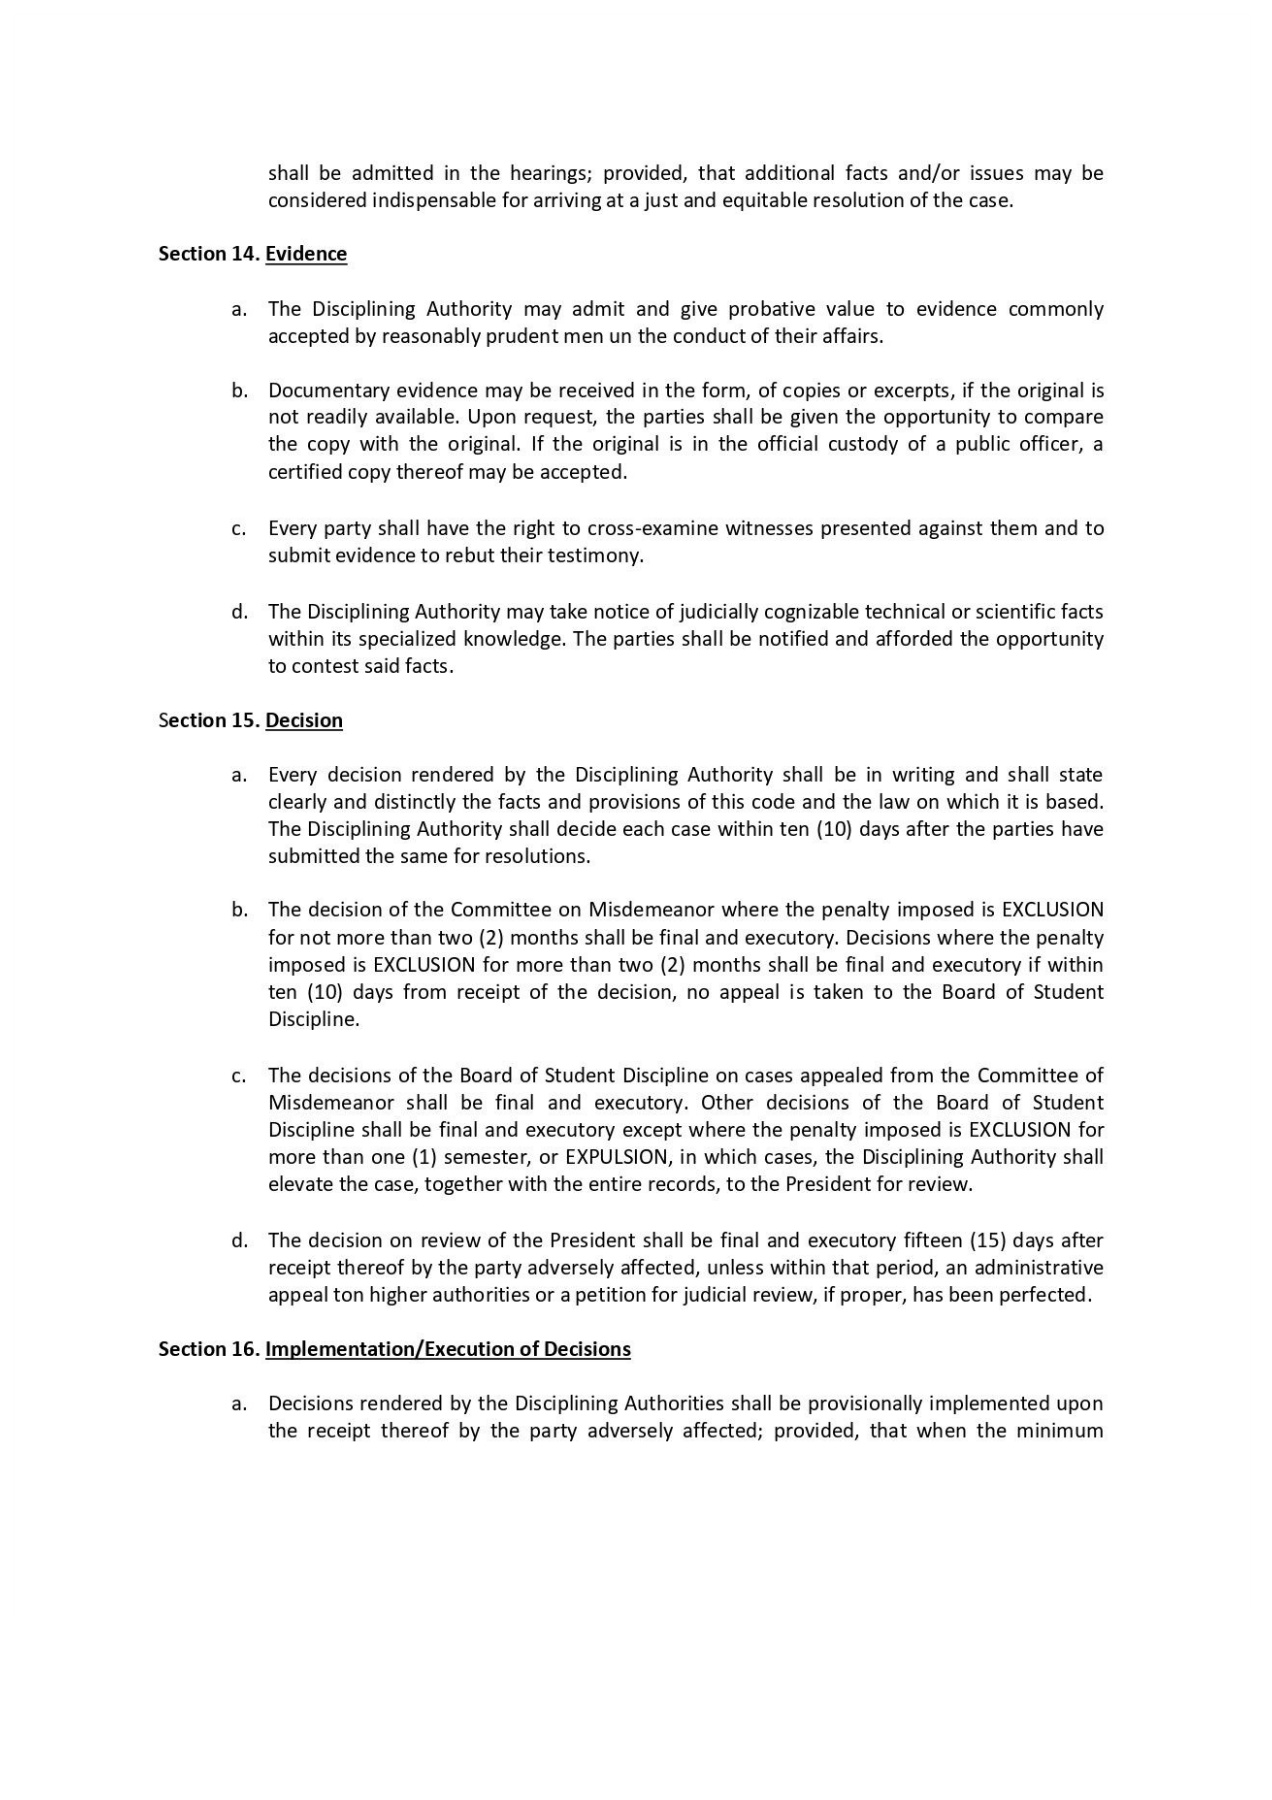 shall be admitted in the hearings; provided, that additional facts and/or issues may be
considered indispensable for arriving at a just and equitable resolution of the case.
Section 14. Evidence
a. The Disciplining Authority may admit and give probative value to evidence commonly
accepted by reasonably prudent men un the conduct of their affairs.
b. Documentary evidence may be received in the form, of copies or excerpts, if the original is
not readily available. Upon request, the parties shall be given the opportunity to compare
the copy with the original. If the original is in the official custody of a public officer, a
certified copy thereof may be accepted.
c. Every party shall have the right to cross-examine witnesses presented against them and to
submit evidence to rebut their testimony.
d. The Disciplining Authority may take notice of judicially cognizable technical or scientific facts
within its specialized knowledge. The parties shall be notified and afforded the opportunity
to contest said facts.
Section 15. Decision
a. Every decision rendered by the Disciplining Authority shall be in writing and shall state
clearly and distinctly the facts and provisions of this code and the law on which it is based.
The Disciplining Authority shall decide each case within ten (10) days after the parties have
submitted the same for resolutions.
b. The decision of the Committee on Misdemeanor where the penalty imposed is EXCLUSION
for not more than two (2) months shall be final and executory. Decisions where the penalty
imposed is EXCLUSION for more than two (2) months shall be final and executory if within
ten (10) days from receipt of the decision, no appeal is taken to the Board of Student
Discipline.
c. The decisions of the Board of Student Discipline on cases appealed from the Committee of
Misdemeanor shall be final and executory. Other decisions of the Board of Student
Discipline shall be final and executory except where the penalty imposed is EXCLUSION for
more than one (1) semester, or EXPULSION, in which cases, the Disciplining Authority shall
elevate the case, together with the entire records, to the President for review.
d. The decision on review of the President shall be final and executory fifteen (15) days after
receipt thereof by the party adversely affected, unless within that period, an administrative
appeal ton higher authorities or a petition for judicial review, if proper, has been perfected.
Section 16. Implementation/Execution of Decisions
a. Decisions rendered by the Disciplining Authorities shall be provisionally implemented upon
the receipt thereof by the party adversely affected; provided, that when the minimum